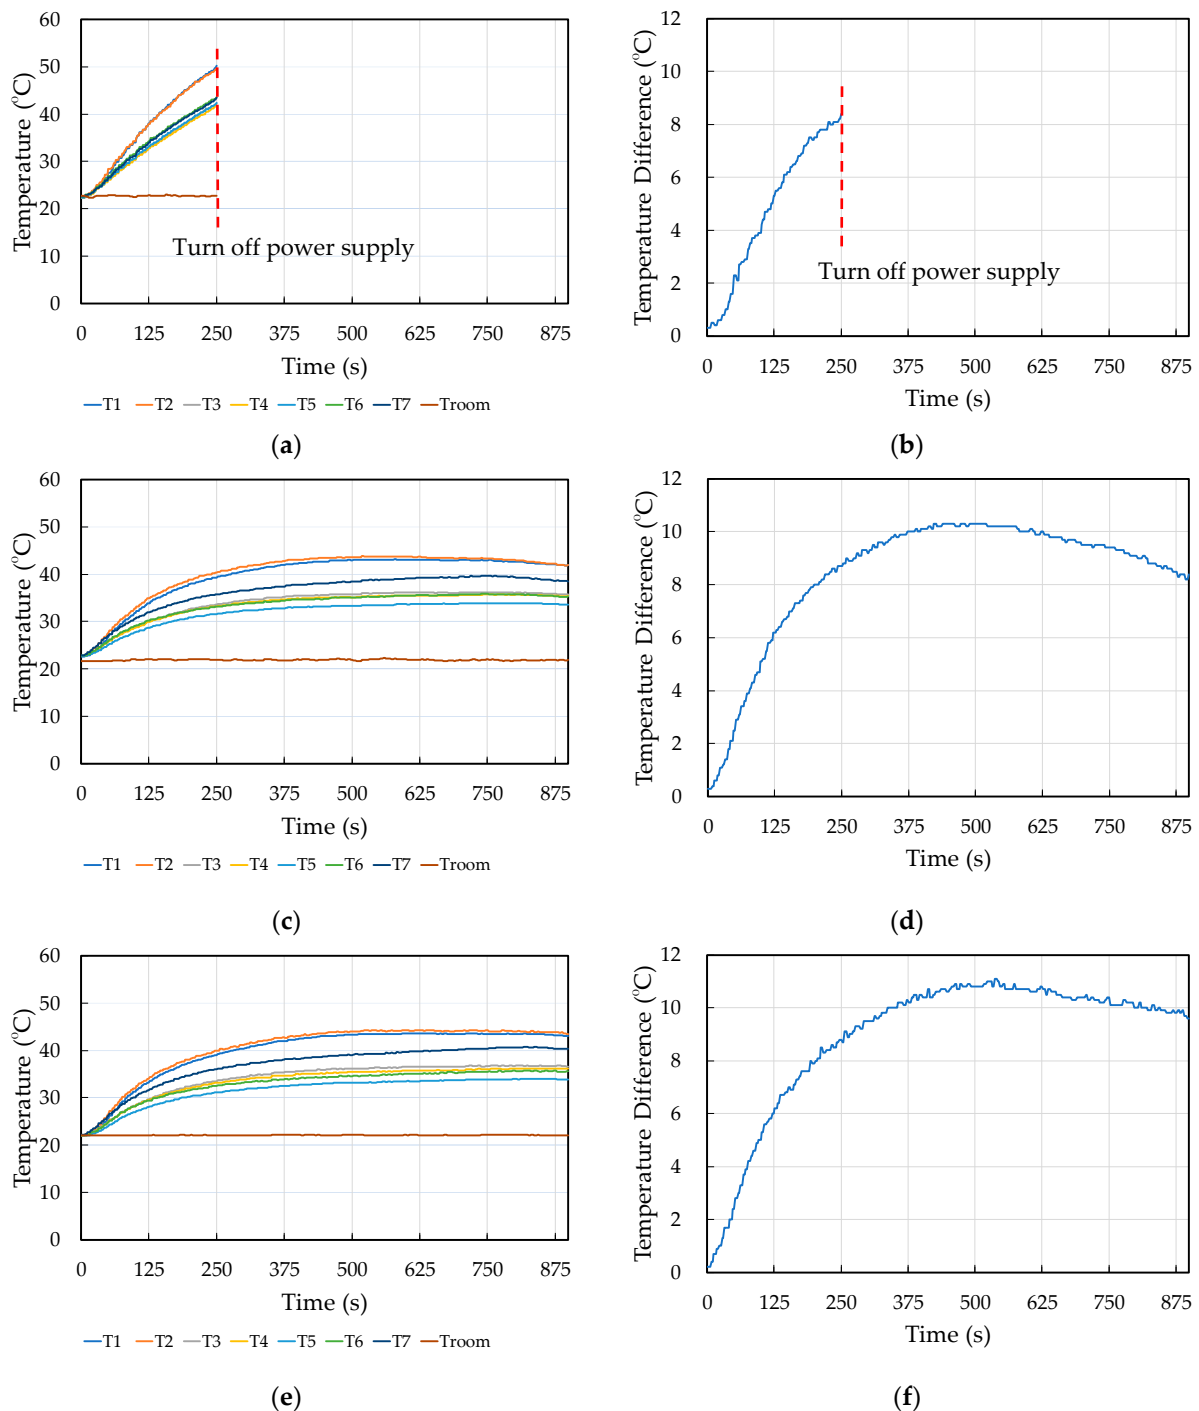 60
50
40
30
20
10
0
Temperature (°C)
Turn off power supply
0 125 250 375 500 625 750 875
Time (s)
T1 T2 T3 T4 T5 T6 T7 Troom
(a)
12
10
8
6
4
2
0
Temperature Difference (°C)
Turn off power supply
0 125 250 375 500 625 750 875
Time (s)
(b)
60
50
40
30
20
10
0
Temperature (°C)
0 125 250 375 500 625 750 875
Time (s)
T1 T2 T3 T4 T5 T6 T7 Troom
(c)
12
10
8
6
4
2
0
Temperature Difference (°C)
0 125 250 375 500 625 750 875
Time (s)
(d)
60
50
40
30
20
10
0
Temperature (°C)
0 125 250 375 500 625 750 875
Time (s)
T1 T2 T3 T4 T5 T6 T7 Troom
(e)
12
10
8
6
4
2
0
Temperature Difference (°C)
0 125 250 375 500 625 750 875
Time (s)
(f)